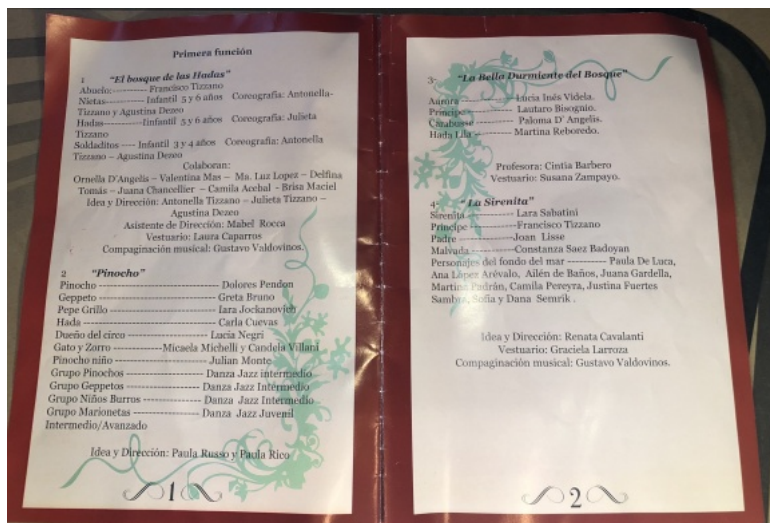 Primera función
1 "El bosque de las Hadas"
Abuelo:---------- Francisco Tizzano
Nietas---------- Infantil 5 y 6 años Coreografía: Antonella-
Tizzano y Agustina Dezeo
Hadas ----------Iinfantil 5 y 6 años Coreografía: Julieta
Tizzano
Soldaditos ---- Infantil 3 y 4 años Coreografía: Antonella
Tizzano – Agustina Dezeo
Colaboran:
Ornella D'Angelis – Valentina Mas – Ma. Luz Lopez – Delfina
Tomás – Juana Chancellier – Camila Acebal - Brisa Maciel
Idea y Dirección: Antonella Tizzano – Julieta Tizzano –
Agustina Dezeo
Asistente de Dirección: Mabel Rocca
Vestuario: Laura Caparros
Compaginación musical: Gustavo Valdovinos.
2 "Pinocho"
Pinocho ------------------------------ Dolores Pendon
Geppeto ------------------------------ Greta Bruno
Pepe Grillo --------------------------- Iara Jockanovich
Hada --------------------------------- Carla Cuevas
Dueño del circo ---------------------- Lucia Negri
Gato y Zorro ----------------Micaela Michelli y Candela Villani
Pinocho niño ------------------------- Julian Monte
Grupo Pinochos --------------------- Danza Jazz intermedio
Grupo Geppetos -------------------- Danza Jazz Intermedio
Grupo Niños Burros ---------------- Danza Jazz Intermedio
Grupo Marionetas ----------------- Danza Jazz Juvenil
Intermedio/Avanzado
Idea y Dirección: Paula Russo y Paula Rico
1
3- "La Bella Durmiente del Bosque"
Aurora --------------Lucia Inés Videla.
Principe ------------ Lautaro Bisognio.
Carabusse ---------- Paloma D' Angelis.
Hada Lila ---------- Martina Reboredo.
Profesora: Cintia Barbero
Vestuario: Susana Zampayo.
4- "La Sirenita"
Sirenita ------------- Lara Sabatini
Principe -------------Francisco Tizzano
Padre ---------------Joan Lisse
Malvada -------------Constanza Saez Badoyan
Personajes del fondo del mar ---------- Paula De Luca,
Ana López Arévalo, Ailén de Baños, Juana Gardella,
Martina Padrán, Camila Pereyra, Justina Fuertes
Sambra, Sofia y Dana Semrik .
Idea y Dirección: Renata Cavalanti
Vestuario: Graciela Larroza
Compaginación musical: Gustavo Valdovinos.
2